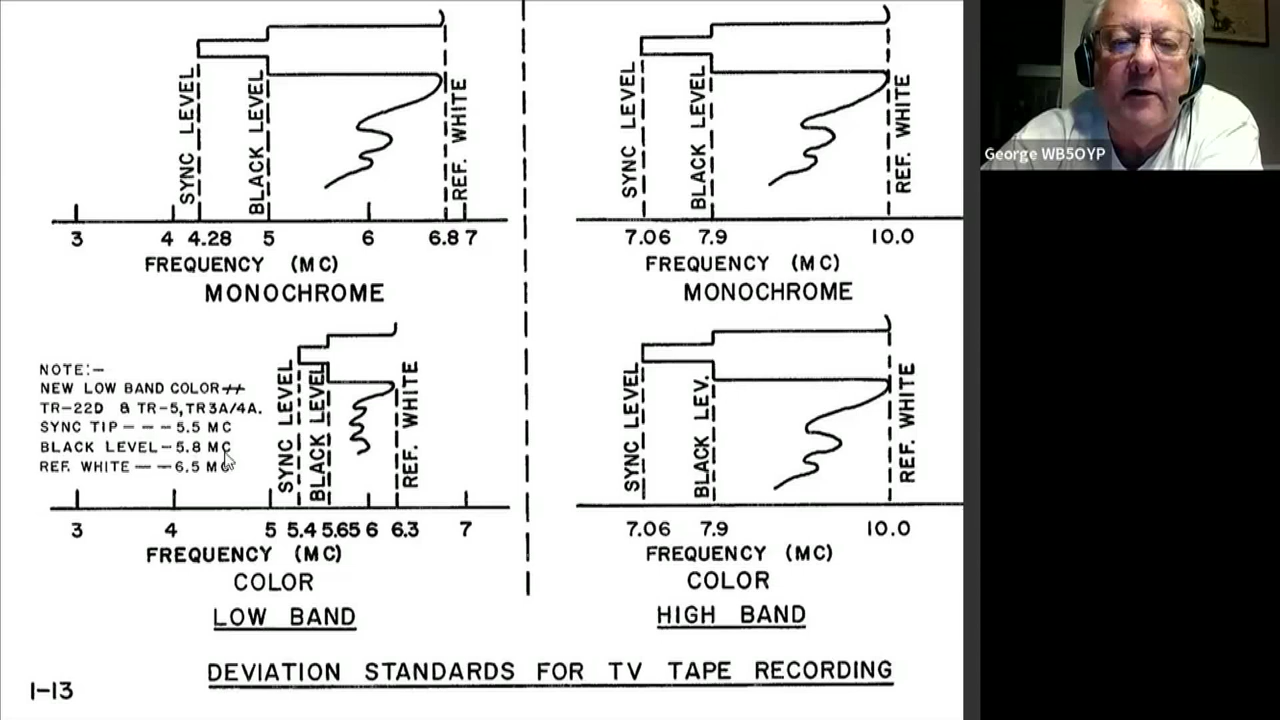 SYNC LEVEL
BLACK LEVEL
REF. WHITE
3 4 4.28 5 6 6.8 7
FREQUENCY (MC)
MONOCHROME
SYNC LEVEL
BLACK LEVEL
REF. WHITE
7.06 7.9 10.0
FREQUENCY (MC)
MONOCHROME
NOTE:-
NEW LOW BAND COLOR
TR-22D & TR-5,TR3A/4A.
SYNC TIP --- 5.5 MC
BLACK LEVEL-5.8 MC
REF. WHITE -- 6.5 MC
SYNC LEVEL
BLACK LEVEL
REF. WHITE
3 4 5 5.4 5.65 6 6.3 7
FREQUENCY (MC)
COLOR
LOW BAND
SYNC LEVEL
BLACK LEV.
REF. WHITE
7.06 7.9 10.0
FREQUENCY (MC)
COLOR
HIGH BAND
DEVIATION STANDARDS FOR TV TAPE RECORDING
1-13
George WB5OYP